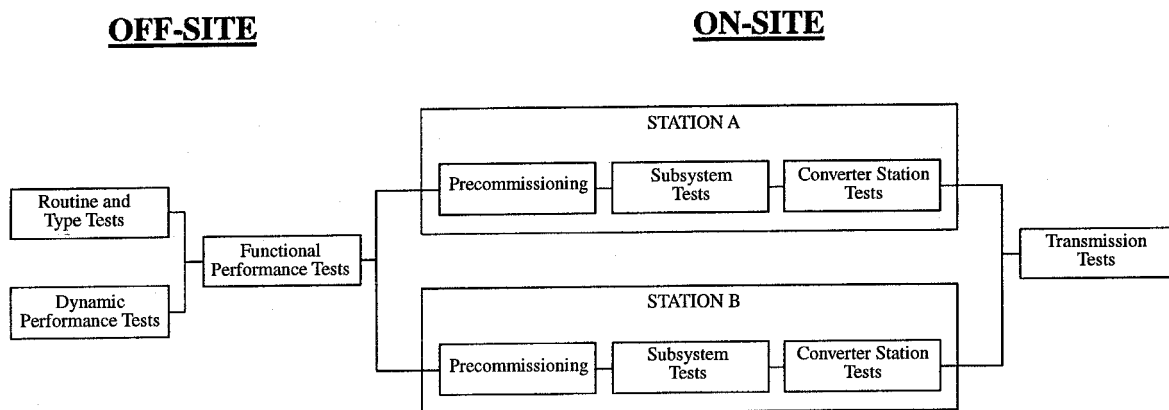 OFF-SITE
ON-SITE
Routine and
Type Tests
Dynamic
Performance Tests
Functional
Performance Tests
STATION A
Precommissioning
Subsystem
Tests
Converter Station
Tests
STATION B
Precommissioning
Subsystem
Tests
Converter Station
Tests
Transmission
Tests